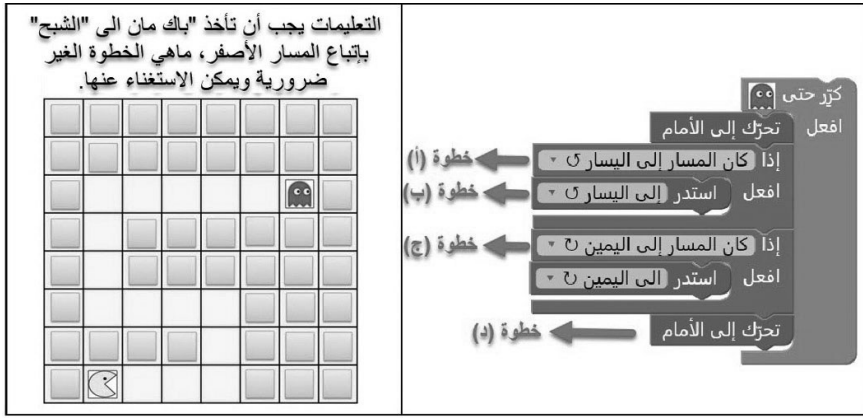 التعليمات يجب أن تأخذ "باك مان الى "الشبح"
بإتباع المسار الأصفر، ماهي الخطوة الغير
ضرورية ويمكن الاستغناء عنها.
كرّر حتى
افعل
تحرّك إلى الأمام
إذا كان المسار إلى اليسار ↺ خطوة (أ)
افعل استدر إلى اليسار ↺ خطوة (ب)
إذا كان المسار إلى اليمين ↻ خطوة (ج)
افعل استدر الى اليمين ↻
تحرّك إلى الأمام خطوة (د)